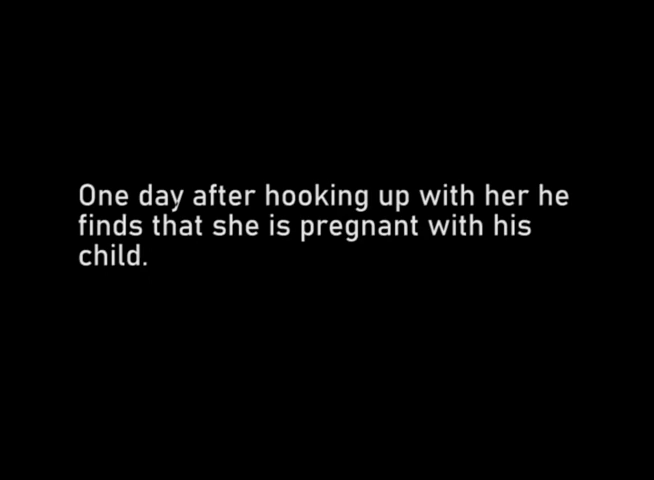 One day after hooking up with her he
finds that she is pregnant with his
child.